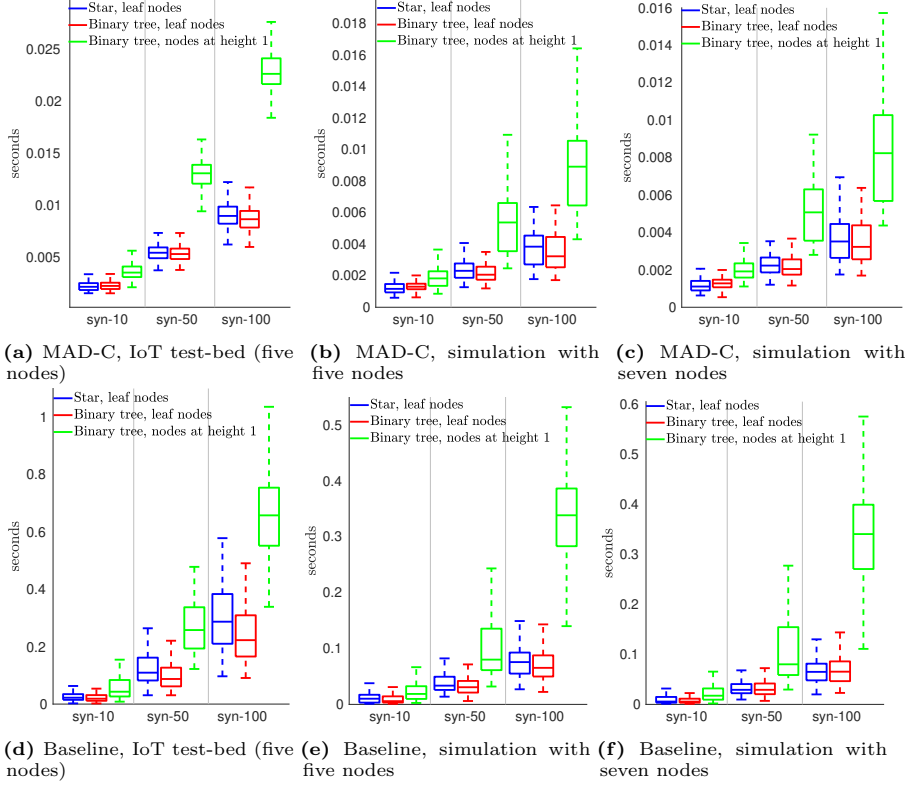 Star, leaf nodes
Binary tree, leaf nodes
Binary tree, nodes at height 1
0.025
0.02
0.015
0.01
0.005
seconds
syn-10 syn-50 syn-100
(a) MAD-C, IoT test-bed (five
nodes)
Star, leaf nodes
Binary tree, leaf nodes
Binary tree, nodes at height 1
0.018
0.016
0.014
0.012
0.01
0.008
0.006
0.004
0.002
0
seconds
syn-10 syn-50 syn-100
(b) MAD-C, simulation with
five nodes
Star, leaf nodes
Binary tree, leaf nodes
Binary tree, nodes at height 1
0.016
0.014
0.012
0.01
0.008
0.006
0.004
0.002
0
seconds
syn-10 syn-50 syn-100
(c) MAD-C, simulation with
seven nodes
Star, leaf nodes
Binary tree, leaf nodes
Binary tree, nodes at height 1
1
0.8
0.6
0.4
0.2
0
seconds
syn-10 syn-50 syn-100
(d) Baseline, IoT test-bed (five
nodes)
Star, leaf nodes
Binary tree, leaf nodes
Binary tree, nodes at height 1
0.5
0.4
0.3
0.2
0.1
0
seconds
syn-10 syn-50 syn-100
(e) Baseline, simulation with
five nodes
Star, leaf nodes
Binary tree, leaf nodes
Binary tree, nodes at height 1
0.6
0.5
0.4
0.3
0.2
0.1
0
seconds
syn-10 syn-50 syn-100
(f) Baseline, simulation with
seven nodes